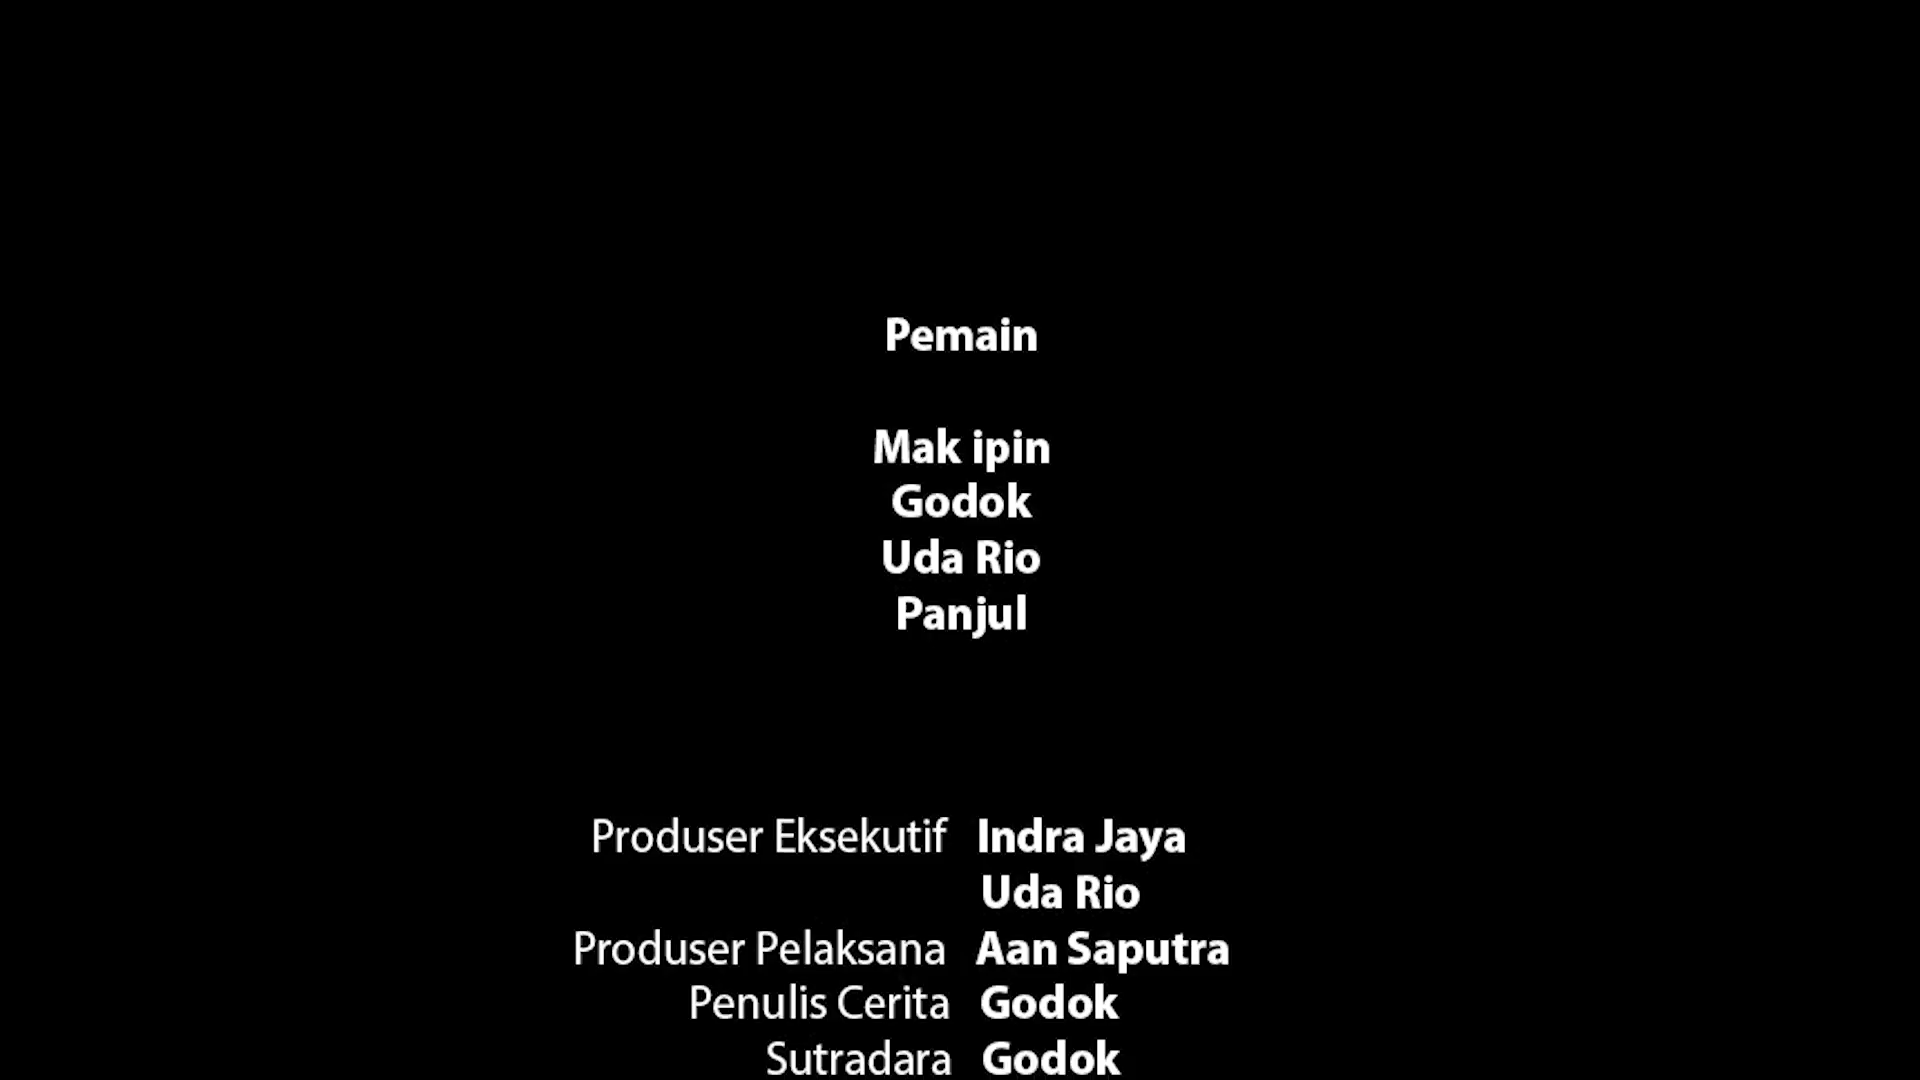 Pemain
Mak ipin
Godok
Uda Rio
Panjul
Produser Eksekutif Indra Jaya
Uda Rio
Produser Pelaksana Aan Saputra
Penulis Cerita Godok
Sutradara Godok